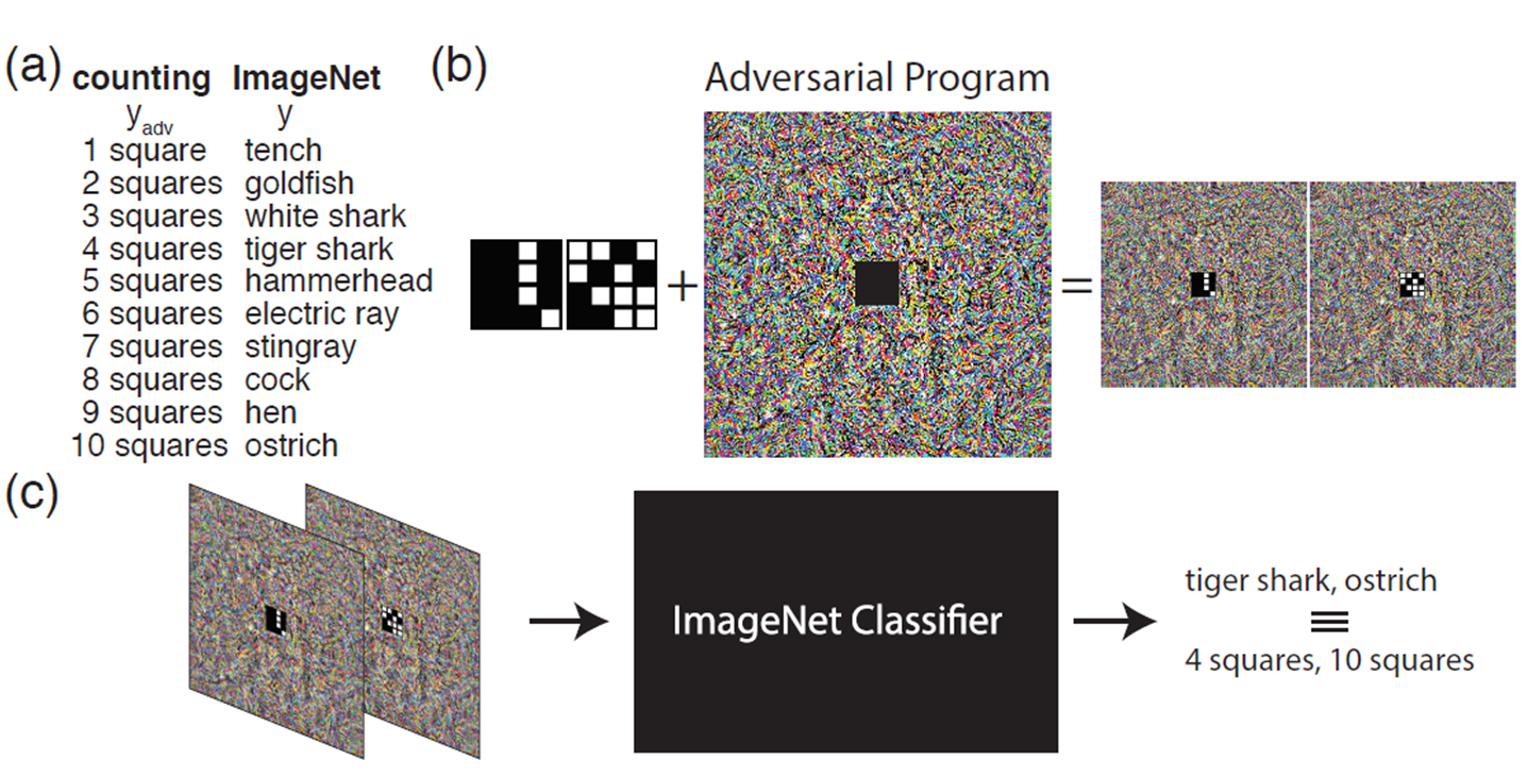 (a) counting ImageNet
y_adv y
1 square tench
2 squares goldfish
3 squares white shark
4 squares tiger shark
5 squares hammerhead
6 squares electric ray
7 squares stingray
8 squares cock
9 squares hen
10 squares ostrich
(b)
Adversarial Program
+ =
(c)
ImageNet Classifier
tiger shark, ostrich
≡
4 squares, 10 squares